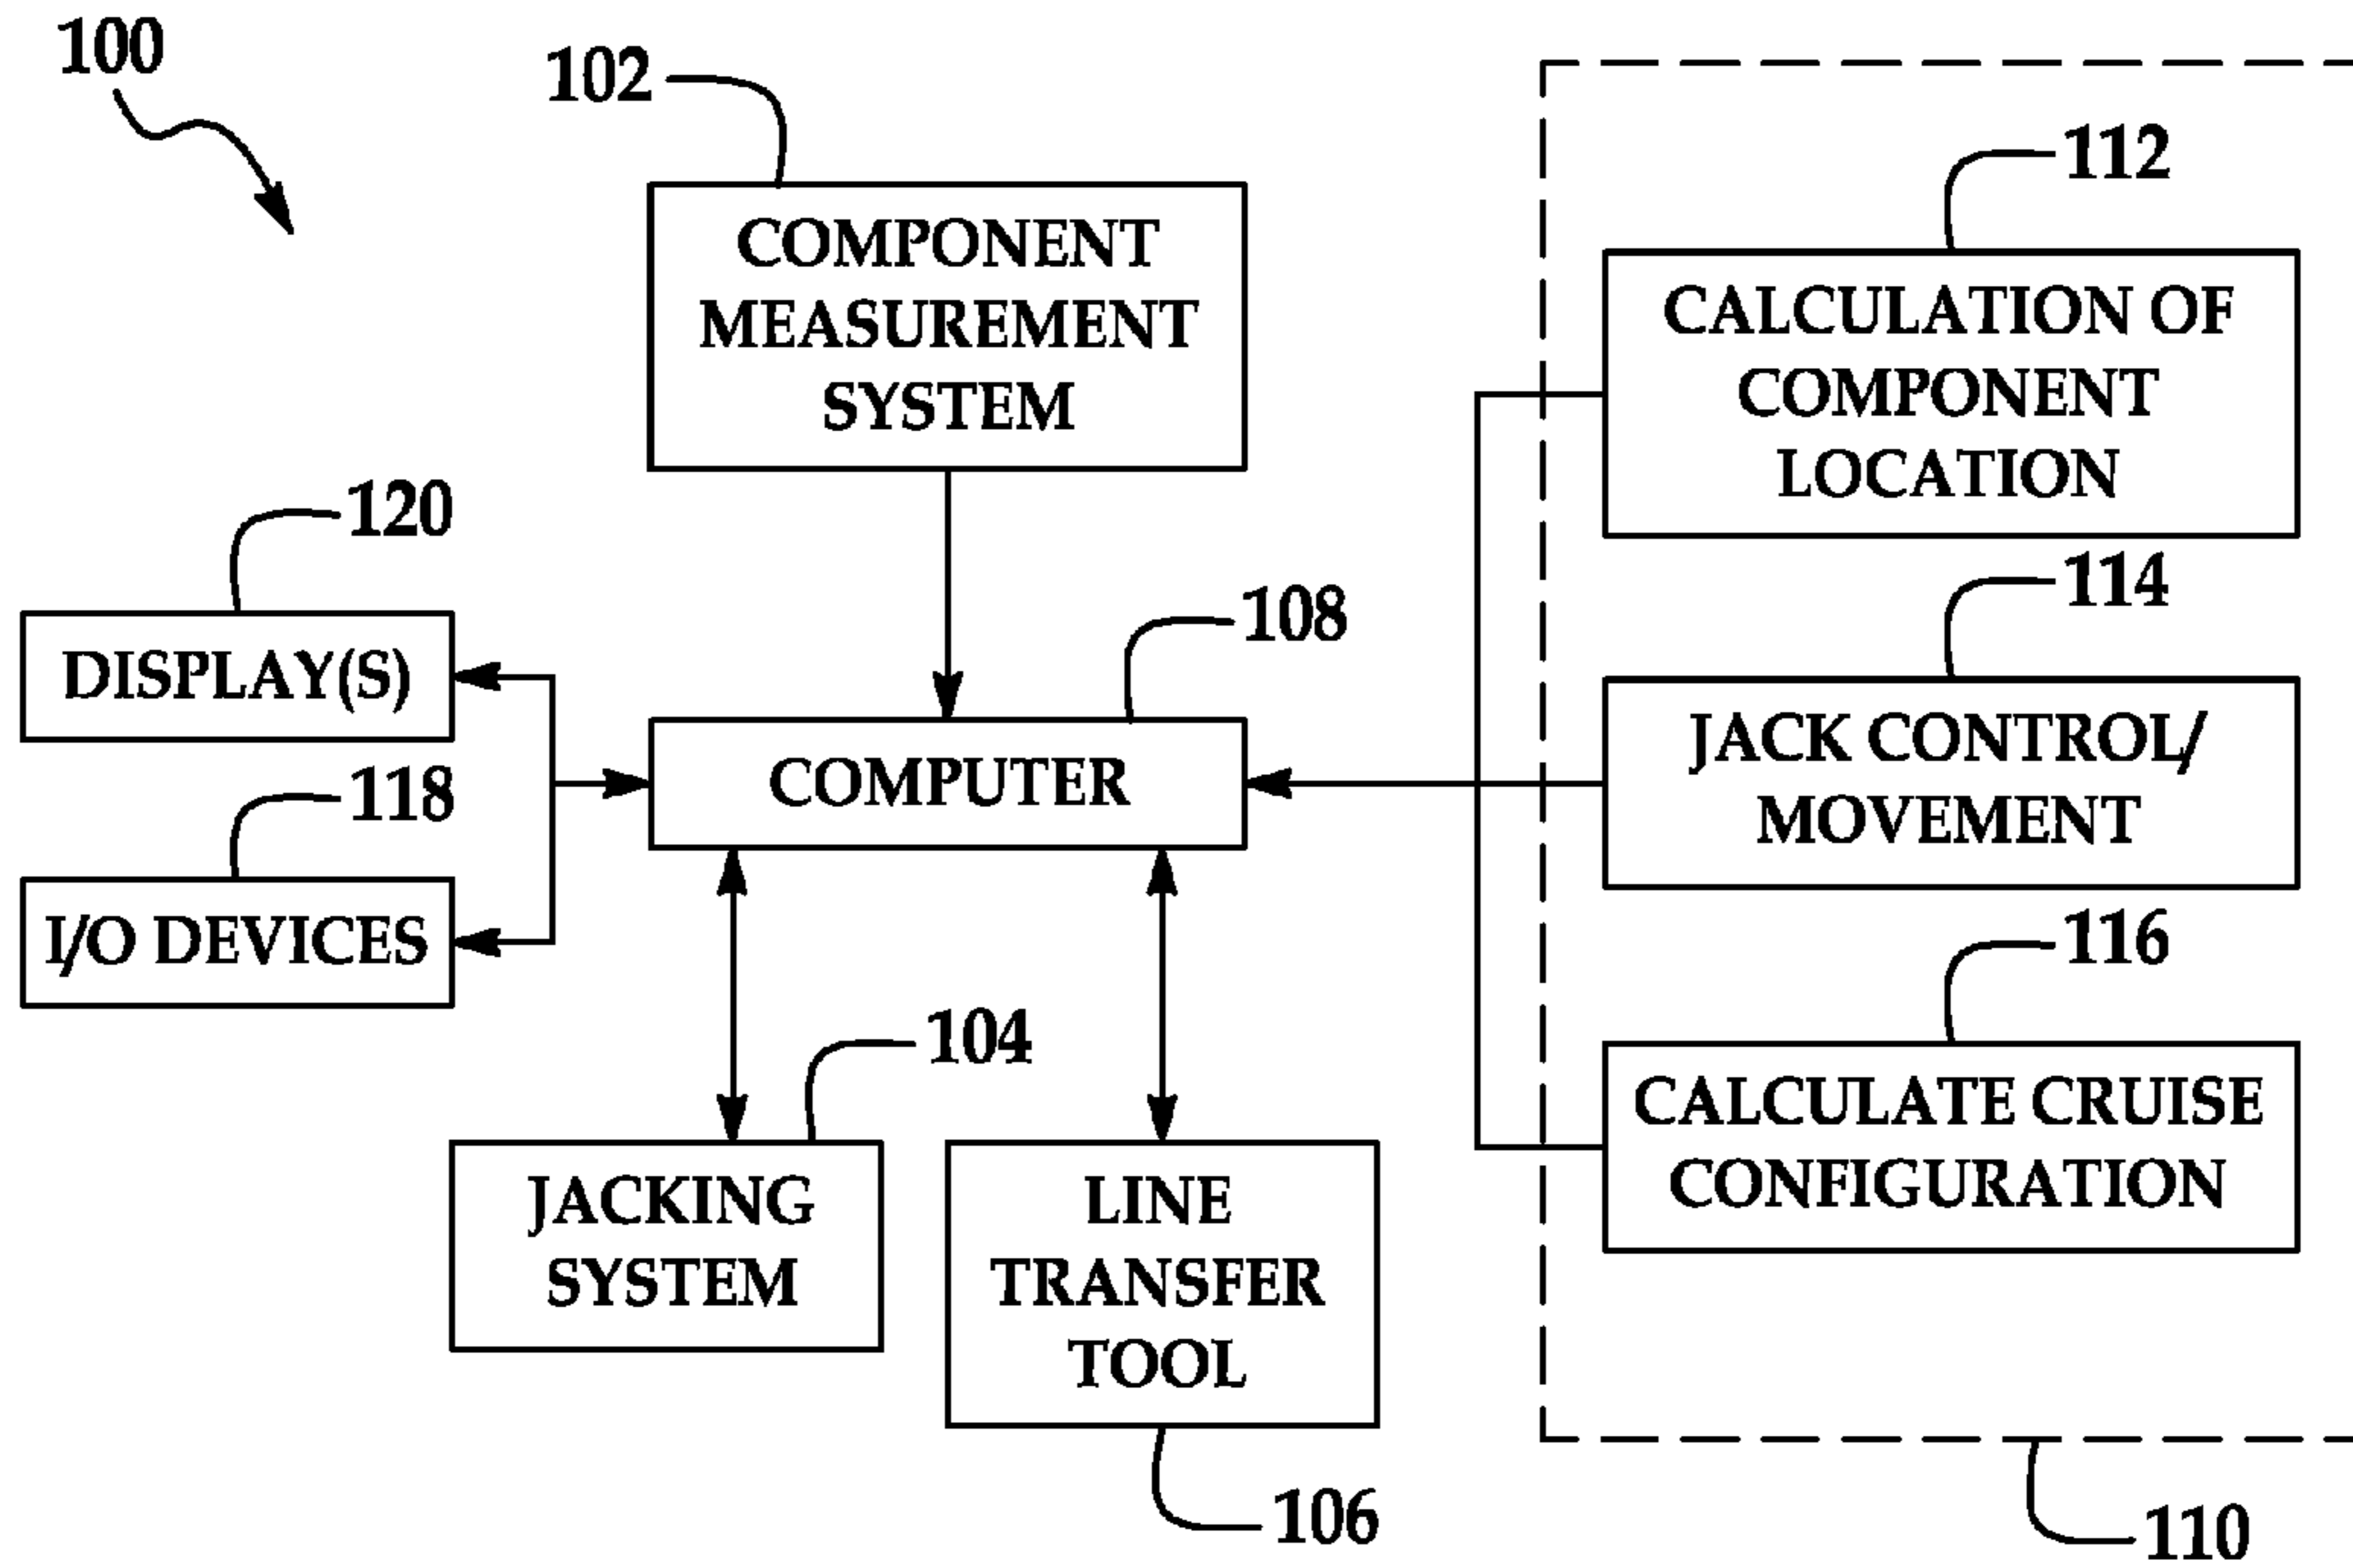 100
102
COMPONENT
MEASUREMENT
SYSTEM
112
CALCULATION OF
COMPONENT
LOCATION
120
DISPLAY(S)
108
COMPUTER
114
JACK CONTROL/
MOVEMENT
118
I/O DEVICES
116
CALCULATE CRUISE
CONFIGURATION
104
JACKING
SYSTEM
LINE
TRANSFER
TOOL
106
110